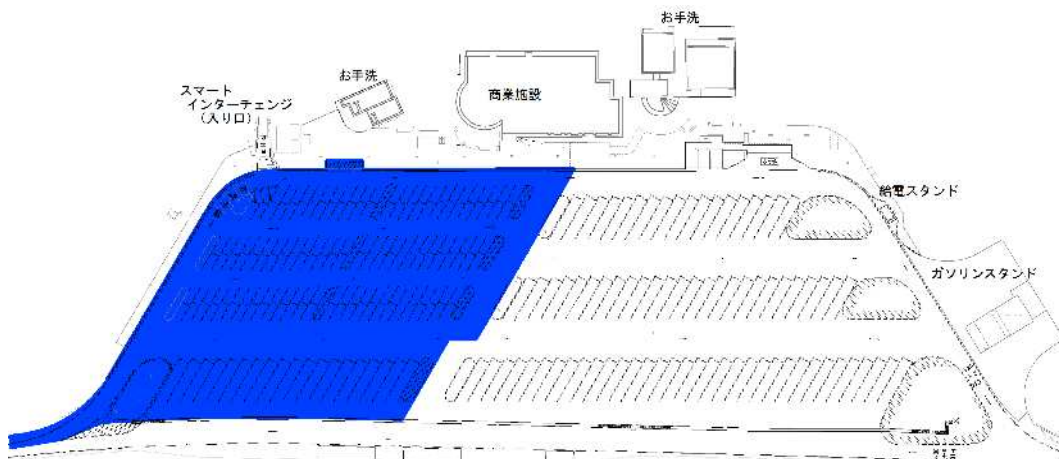 お手洗
お手洗
スマート
インターチェンジ
（入り口）
商業施設
給電スタンド
ガソリンスタンド